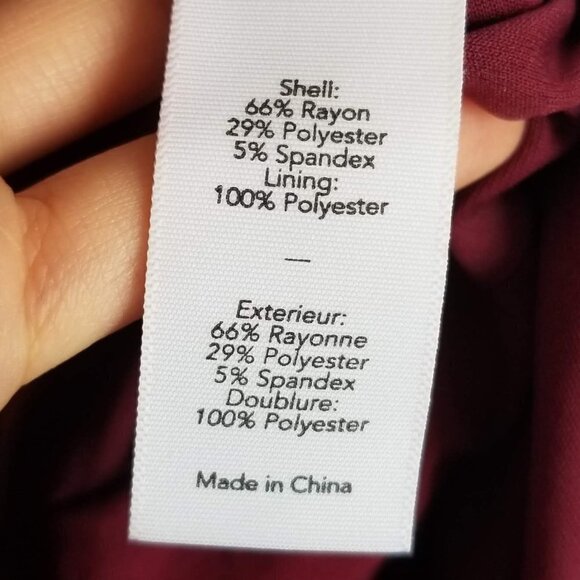 Shell:
66% Rayon
29% Polyester
5% Spandex
Lining:
100% Polyester
—
Exterieur:
66% Rayonne
29% Polyester
5% Spandex
Doublure:
100% Polyester
Made in China